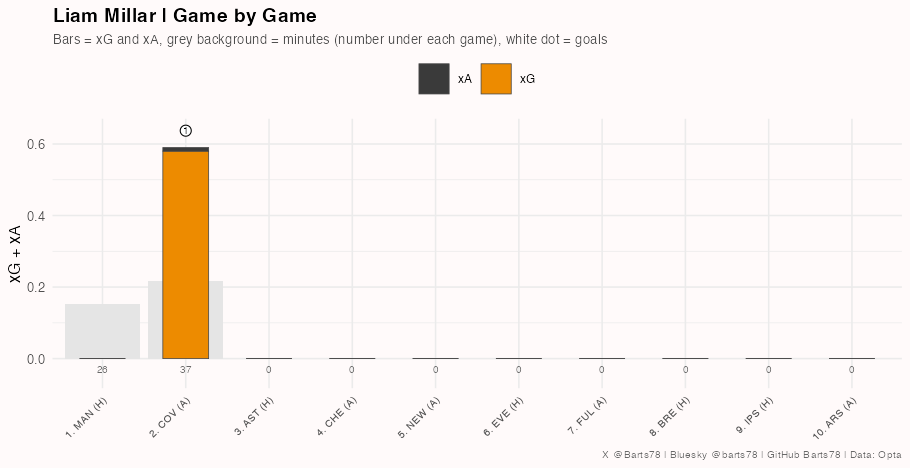 Liam Millar | Game by Game
Bars = xG and xA, grey background = minutes (number under each game), white dot = goals
xA
xG
xG + xA
0.6
0.4
0.2
0.0
1
26
37
0
0
0
0
0
0
0
0
1. MAN (H)
2. COV (A)
3. AST (H)
4. CHE (A)
5. NEW (A)
6. EVE (H)
7. FUL (A)
8. BRE (H)
9. IPS (H)
10. ARS (A)
X @Barts78 | Bluesky @barts78 | GitHub Barts78 | Data: Opta